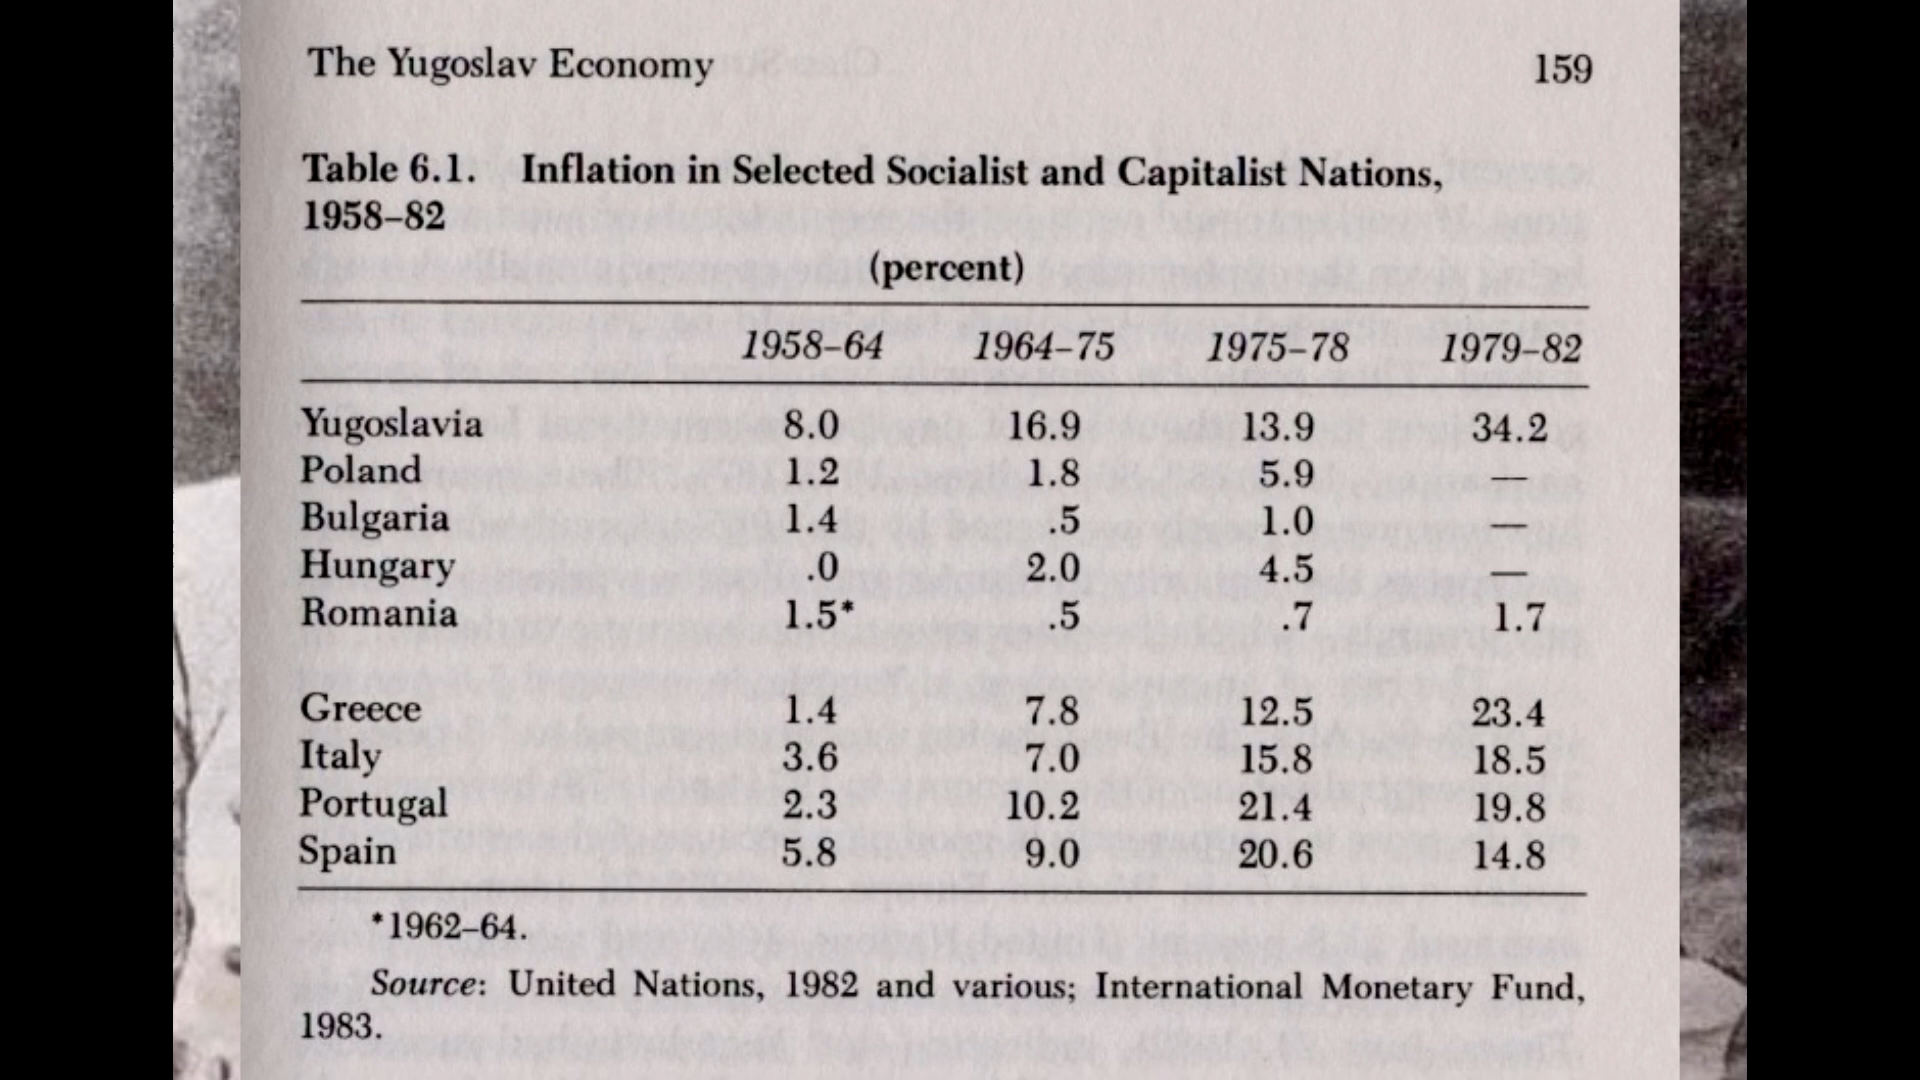 The Yugoslav Economy 159
Table 6.1. Inflation in Selected Socialist and Capitalist Nations,
1958–82
(percent)
1958–64 1964–75 1975–78 1979–82
Yugoslavia 8.0 16.9 13.9 34.2
Poland 1.2 1.8 5.9 —
Bulgaria 1.4 .5 1.0 —
Hungary .0 2.0 4.5 —
Romania 1.5* .5 .7 1.7
Greece 1.4 7.8 12.5 23.4
Italy 3.6 7.0 15.8 18.5
Portugal 2.3 10.2 21.4 19.8
Spain 5.8 9.0 20.6 14.8
*1962–64.
Source: United Nations, 1982 and various; International Monetary Fund,
1983.